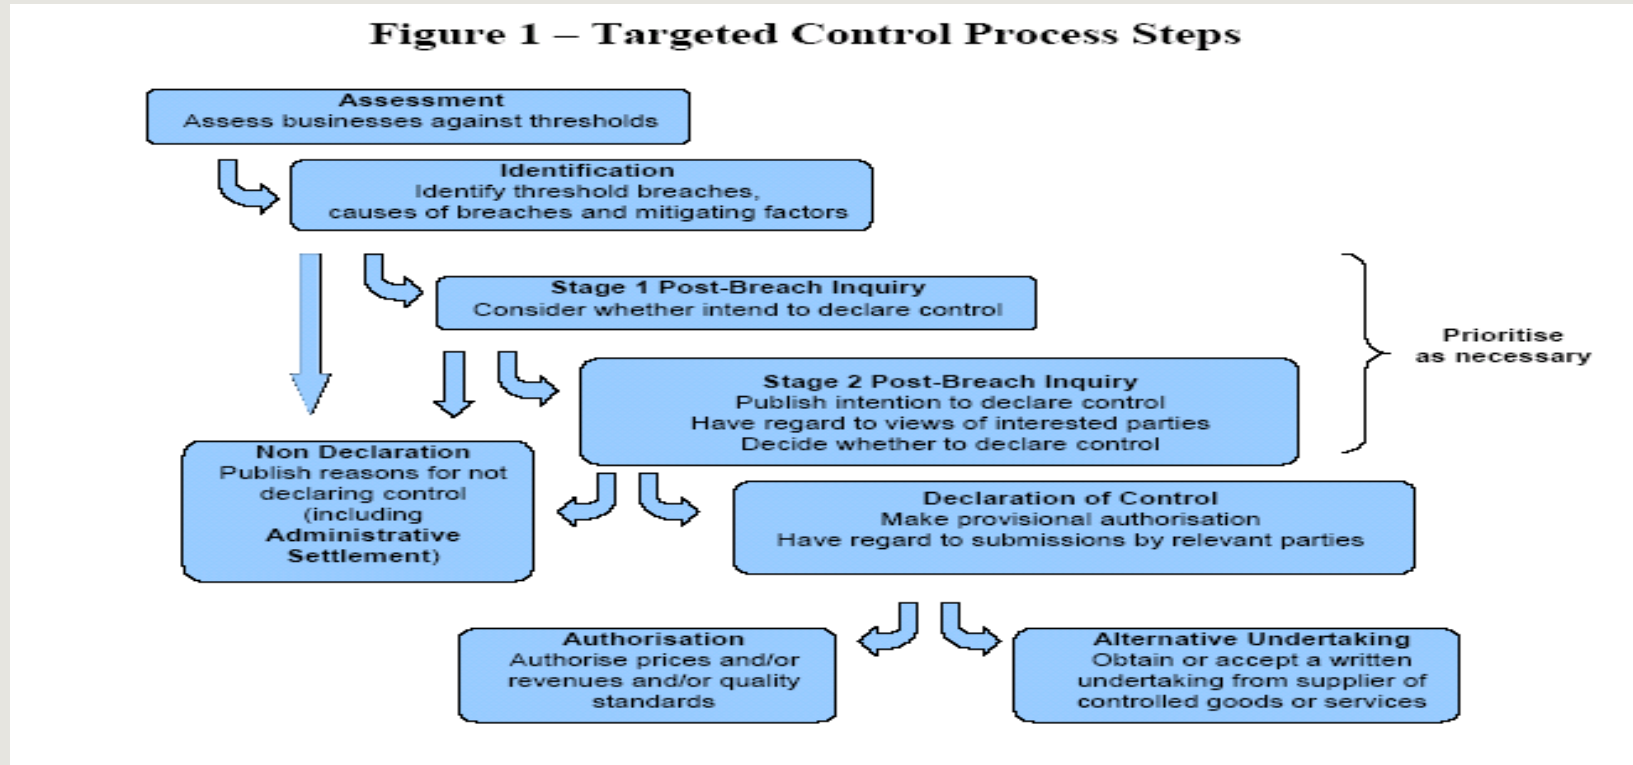 Figure 1 – Targeted Control Process Steps
Assessment
Assess businesses against thresholds
Identification
Identify threshold breaches,
causes of breaches and mitigating factors
Stage 1 Post-Breach Inquiry
Consider whether intend to declare control
Prioritise
as necessary
Stage 2 Post-Breach Inquiry
Publish intention to declare control
Have regard to views of interested parties
Decide whether to declare control
Non Declaration
Publish reasons for not
declaring control
(including
Administrative
Settlement)
Declaration of Control
Make provisional authorisation
Have regard to submissions by relevant parties
Authorisation
Authorise prices and/or
revenues and/or quality
standards
Alternative Undertaking
Obtain or accept a written
undertaking from supplier of
controlled goods or services